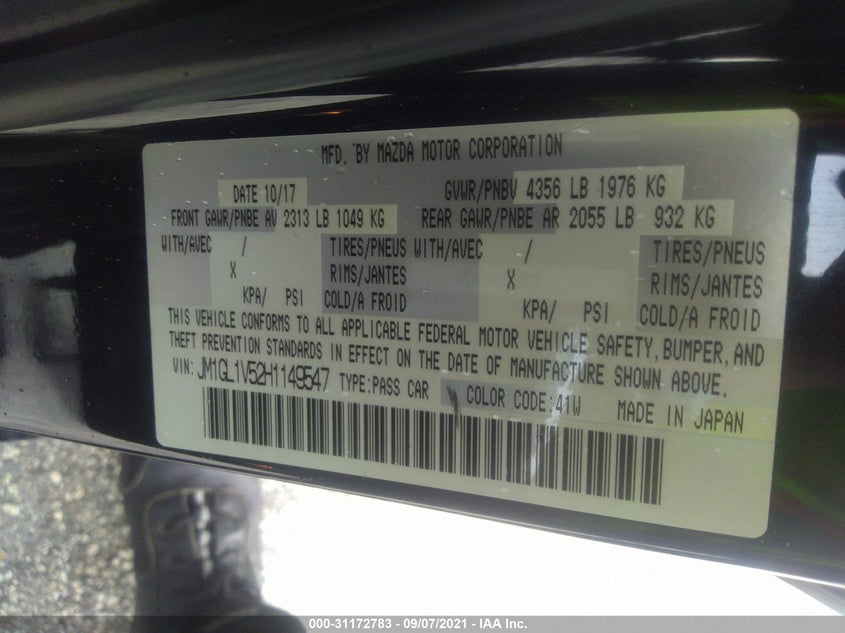 MFD. BY MAZDA MOTOR CORPORATION
DATE 10/17 GVWR/PNBV 4356 LB 1976 KG
FRONT GAWR/PNBE AV 2313 LB 1049 KG REAR GAWR/PNBE AR 2055 LB 932 KG
WITH/AVEC / TIRES/PNEUS WITH/AVEC / TIRES/PNEUS
X RIMS/JANTES X RIMS/JANTES
KPA/ PSI COLD/A FROID KPA/ PSI COLD/A FROID
THIS VEHICLE CONFORMS TO ALL APPLICABLE FEDERAL MOTOR VEHICLE SAFETY, BUMPER, AND
THEFT PREVENTION STANDARDS IN EFFECT ON THE DATE OF MANUFACTURE SHOWN ABOVE.
VIN: JM1GL1V52H1149547 TYPE:PASS CAR COLOR CODE:41W MADE IN JAPAN
000-31172783 - 09/07/2021 - IAA Inc.